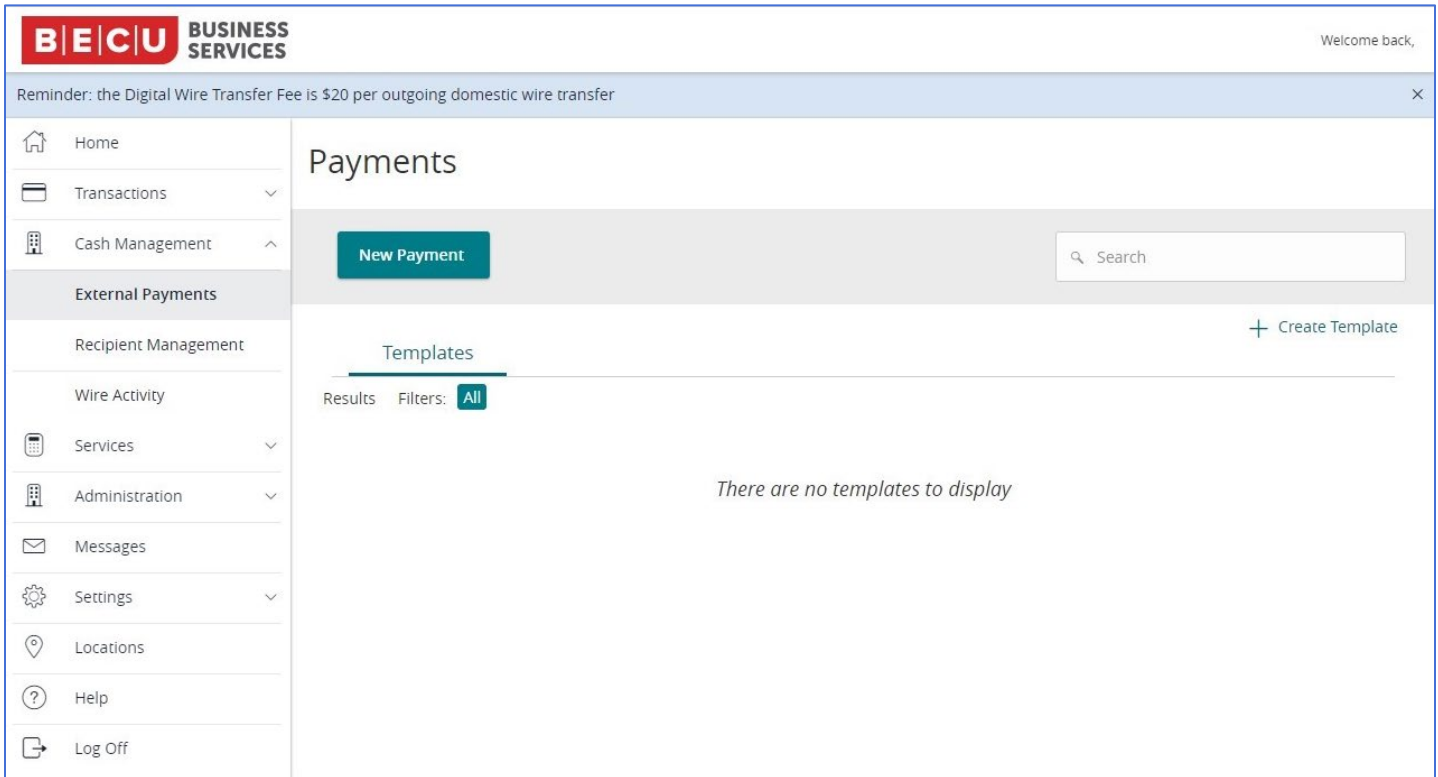 BECU BUSINESS SERVICES
Welcome back,
Reminder: the Digital Wire Transfer Fee is $20 per outgoing domestic wire transfer
Home
Transactions
Cash Management
External Payments
Recipient Management
Wire Activity
Services
Administration
Messages
Settings
Locations
Help
Log Off
Payments
New Payment
Search
Create Template
Templates
Results Filters: All
There are no templates to display